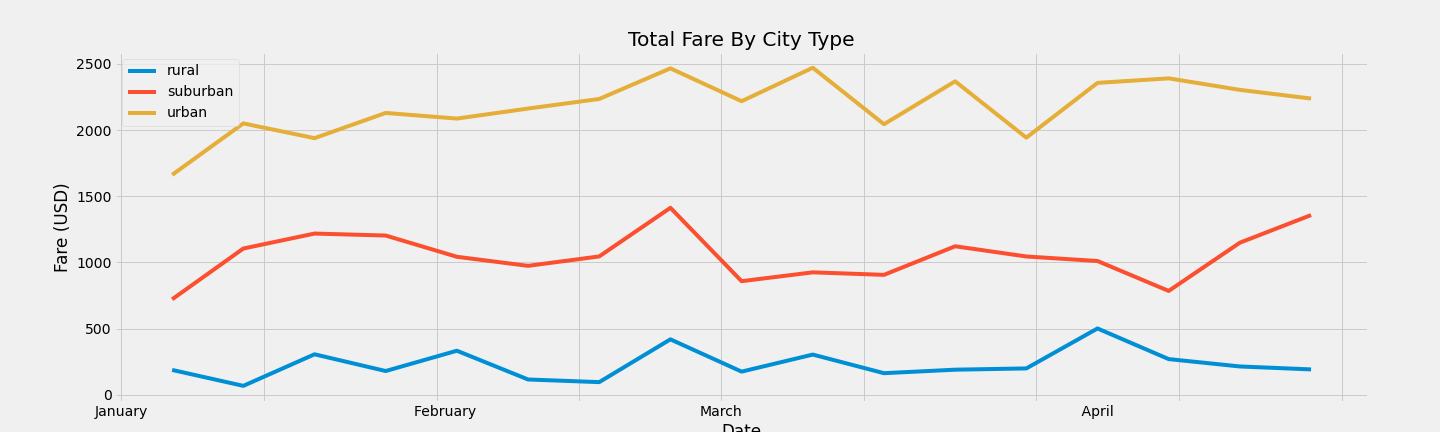 Total Fare By City Type
rural
suburban
urban
Fare (USD)
2500
2000
1500
1000
500
0
January February March April
Date